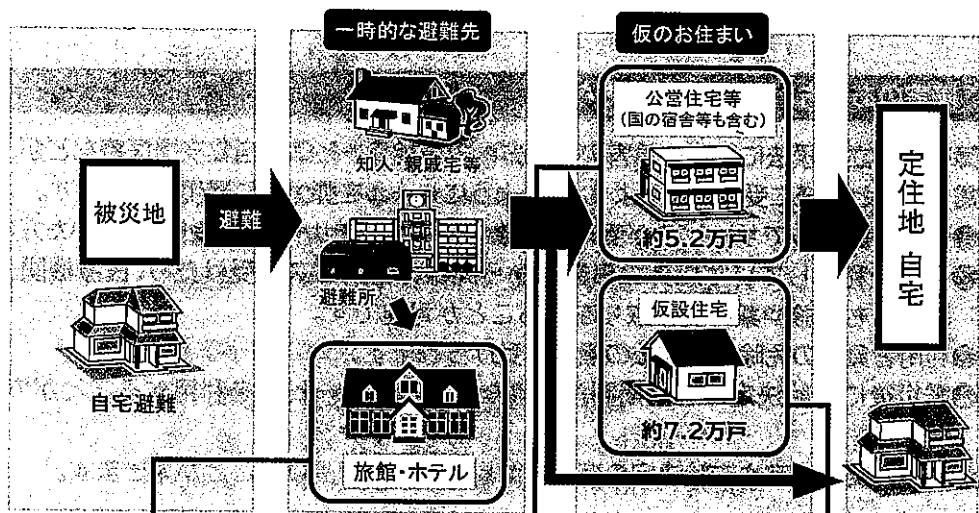 一時的な避難先
仮のお住まい
被災地
避難
自宅避難
知人・親戚宅等
避難所
旅館・ホテル
公営住宅等
(国の宿舎等も含む)
約5.2万戸
仮設住宅
約7.2万戸
定住地 自宅